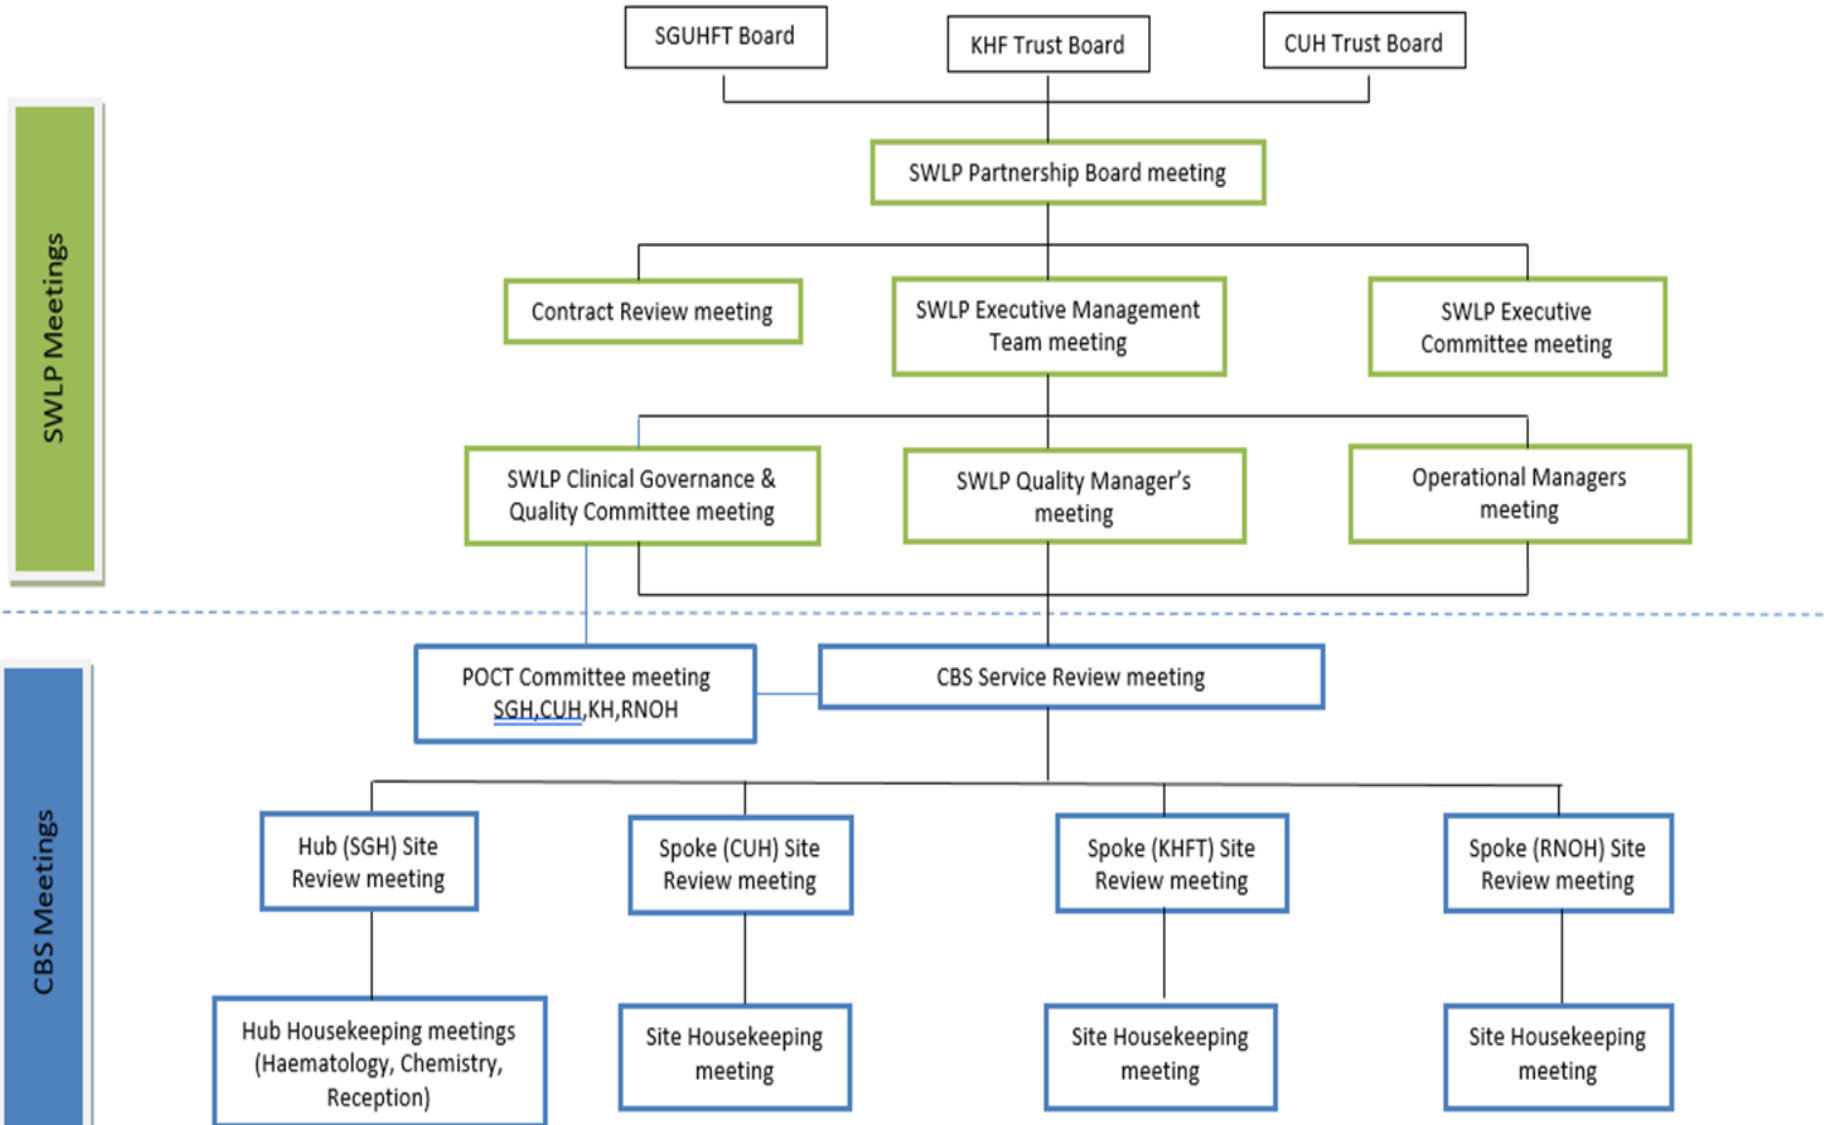 SGUHFT Board
KHF Trust Board
CUH Trust Board
SWLP Meetings
SWLP Partnership Board meeting
Contract Review meeting
SWLP Executive Management
Team meeting
SWLP Executive
Committee meeting
SWLP Clinical Governance &
Quality Committee meeting
SWLP Quality Manager’s
meeting
Operational Managers
meeting
CBS Meetings
POCT Committee meeting
SGH,CUH,KH,RNOH
CBS Service Review meeting
Hub (SGH) Site
Review meeting
Spoke (CUH) Site
Review meeting
Spoke (KHFT) Site
Review meeting
Spoke (RNOH) Site
Review meeting
Hub Housekeeping meetings
(Haematology, Chemistry,
Reception)
Site Housekeeping
meeting
Site Housekeeping
meeting
Site Housekeeping
meeting